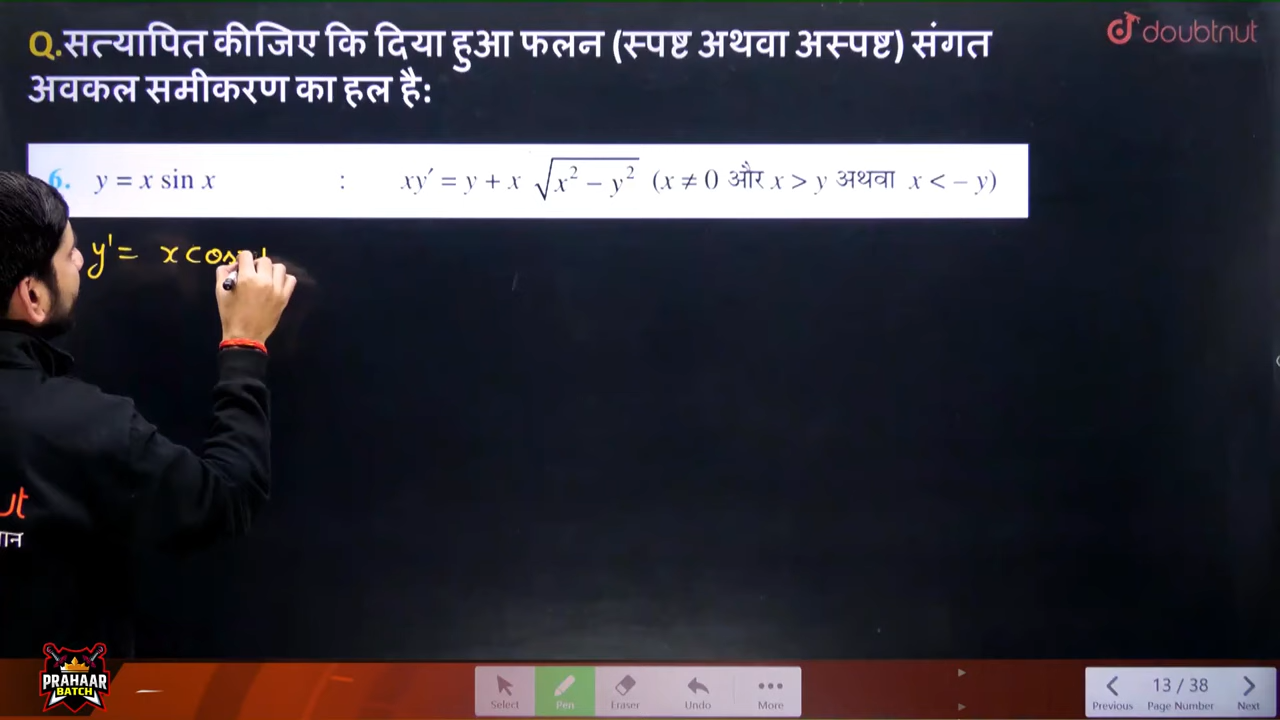 Q.सत्यापित कीजिए कि दिया हुआ फलन (स्पष्ट अथवा अस्पष्ट) संगत
अवकल समीकरण का हल है:
doubtnut
6. y = x sin x : xy′ = y + x √(x² − y²) (x ≠ 0 और x > y अथवा x < − y)
y' = x cos
PRAHAAR
BATCH
Select
Pen
Eraser
Undo
More
13 / 38
Previous
Page Number
Next